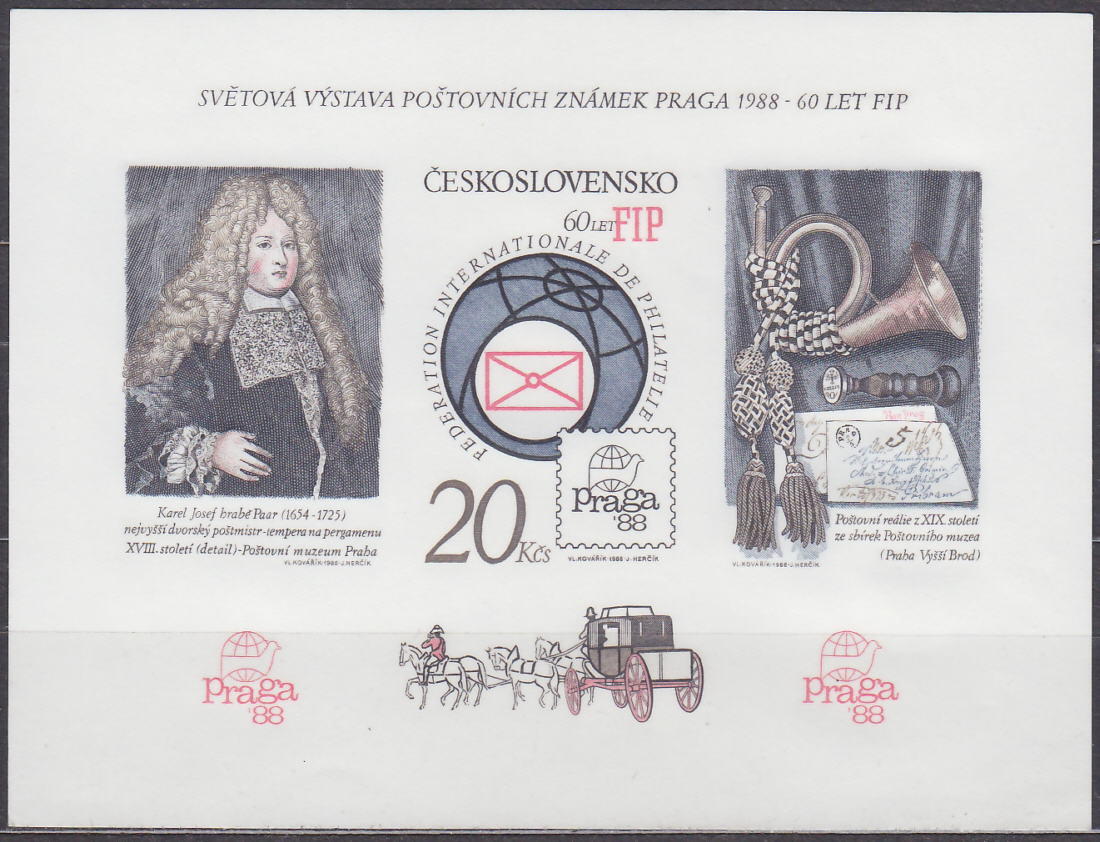 SVĚTOVÁ VÝSTAVA POŠTOVNÍCH ZNÁMEK PRAGA 1988 - 60 LET FIP
ČESKOSLOVENSKO
60 LET FIP
FEDERATION INTERNATIONALE DE PHILATELIE
praga
'88
20 Kčs
VL.KOVÁŘÍK·1988·J.HERČÍK
Karel Josef hrabě Paar (1654-1725)
nejvyšší dvorský poštmistr-tempera na pergamenu
XVIII. století (detail)-Poštovní muzeum Praha
VL.KOVÁŘÍK·1988·J.HERČÍK
Poštovní reálie z XIX. století
ze sbírek Poštovního muzea
(Praha Vyšší Brod)
VL.KOVÁŘÍK·1988·J.HERČÍK
praga
'88
praga
'88